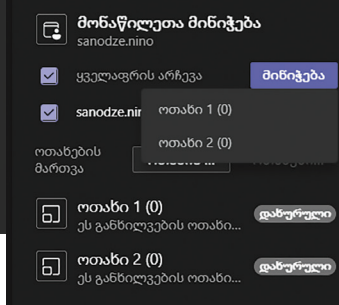 მონაწილეთა მინიჭება
sanodze.nino
ყველაფრის არჩევა მინიჭება
sanodze.nin
ოთახი 1 (0)
ოთახი 2 (0)
ოთახების
მართვა
ოთახი 1 (0)
ეს განხილვების ოთახი... დახურული
ოთახი 2 (0)
ეს განხილვების ოთახი... დახურული